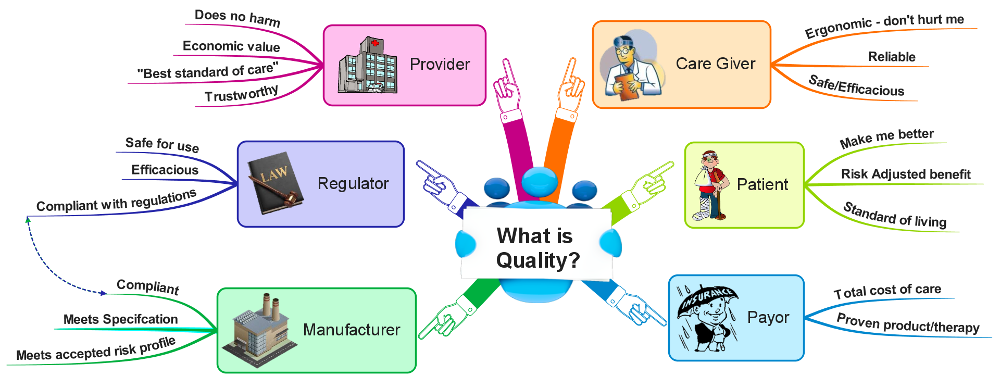 Does no harm
Economic value
"Best standard of care"
Trustworthy
Provider
Care Giver
Ergonomic - don't hurt me
Reliable
Safe/Efficacious
Safe for use
Efficacious
Compliant with regulations
LAW
Regulator
Patient
Make me better
Risk Adjusted benefit
Standard of living
What is
Quality?
Compliant
Meets Specifcation
Meets accepted risk profile
Manufacturer
INSURANCE
Payor
Total cost of care
Proven product/therapy